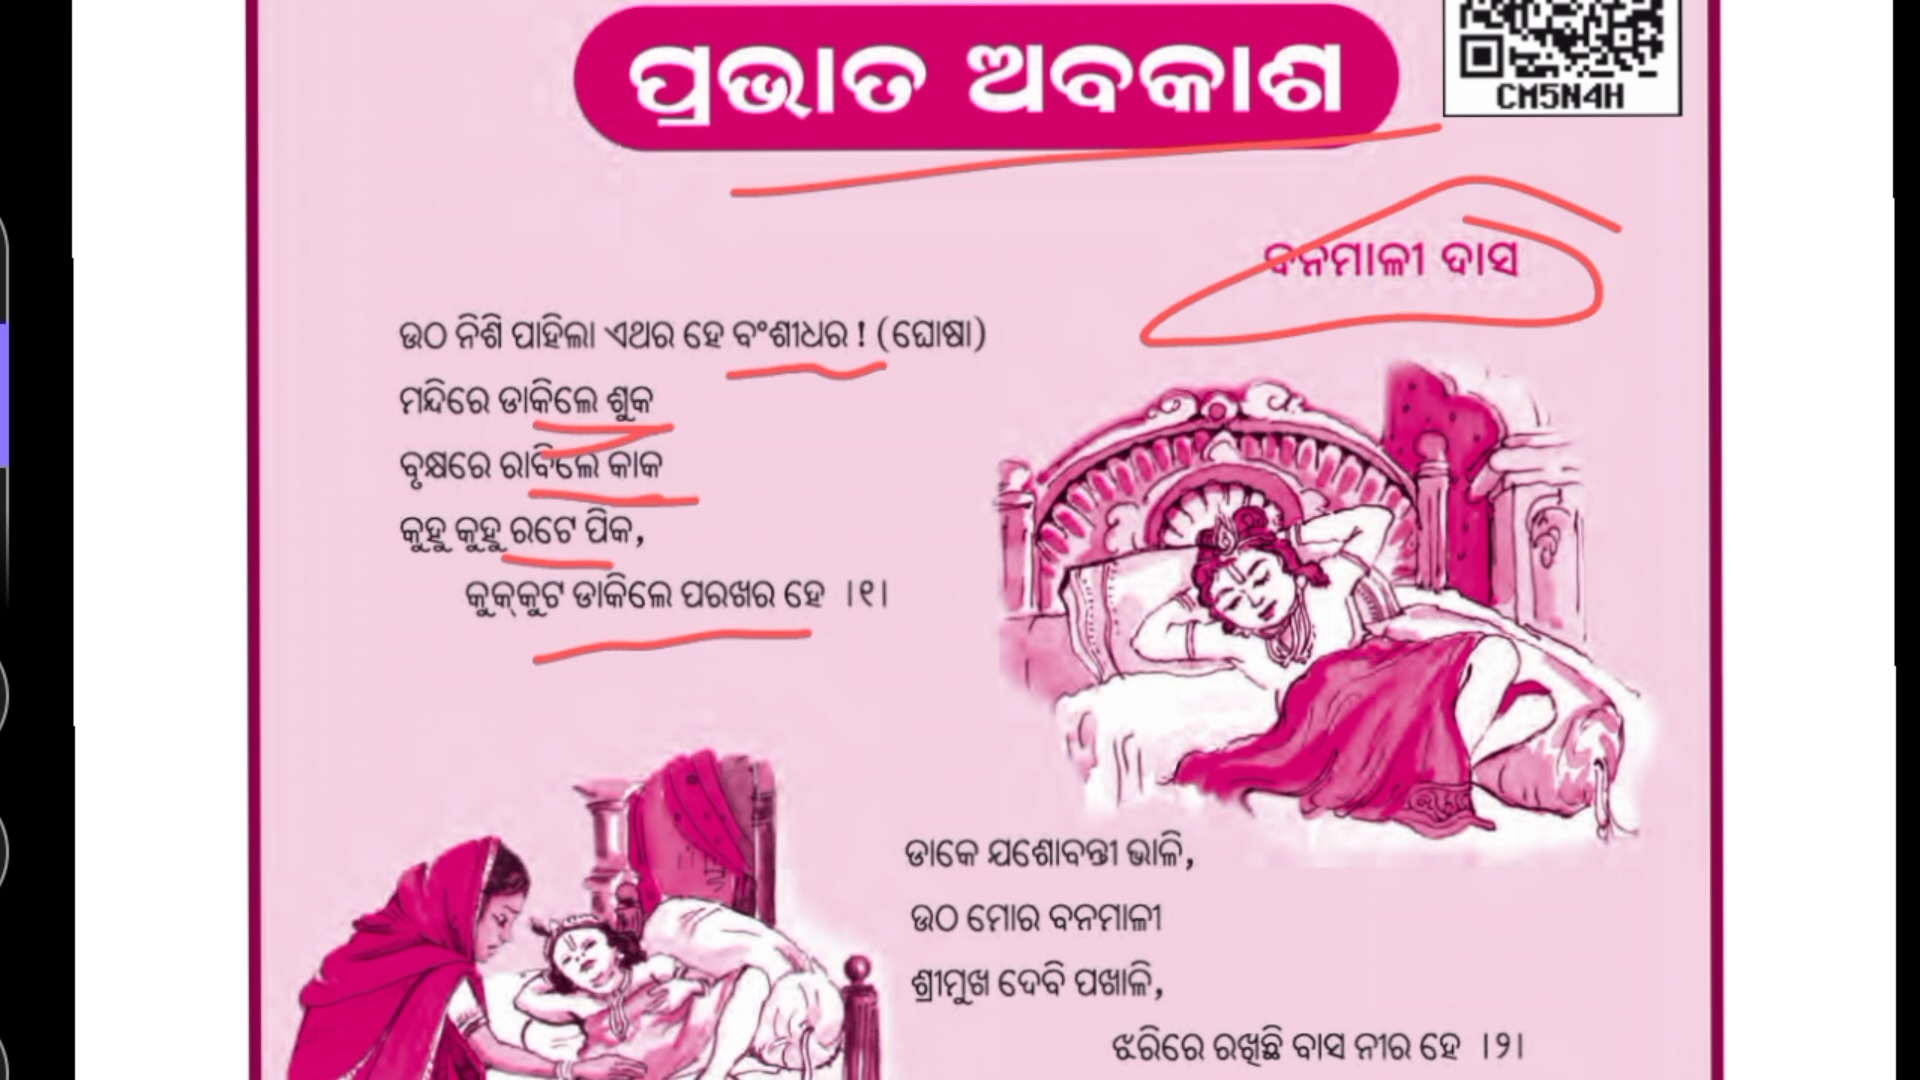 ପ୍ରଭାତ ଅବକାଶ
CM5N4H
ବନମାଳୀ ଦାସ
ଉଠ ନିଶି ପାହିଲା ଏଥର ହେ ବଂଶୀଧର ! (ଘୋଷା)
ମନ୍ଦିରେ ଡାକିଲେ ଶୁକ
ବୃକ୍ଷରେ ରାବିଲେ କାକ
କୁହୁ କୁହୁ ରଟେ ପିକ,
କୁକ୍‌କୁଟ ଡାକିଲେ ପରଖର ହେ ।୧।
ଡାକେ ଯଶୋବନ୍ତୀ ଭାଳି,
ଉଠ ମୋର ବନମାଳୀ
ଶ୍ରୀମୁଖ ଦେବି ପଖାଳି,
ଝରିରେ ରଖିଛି ବାସ ନୀର ହେ ।୨।